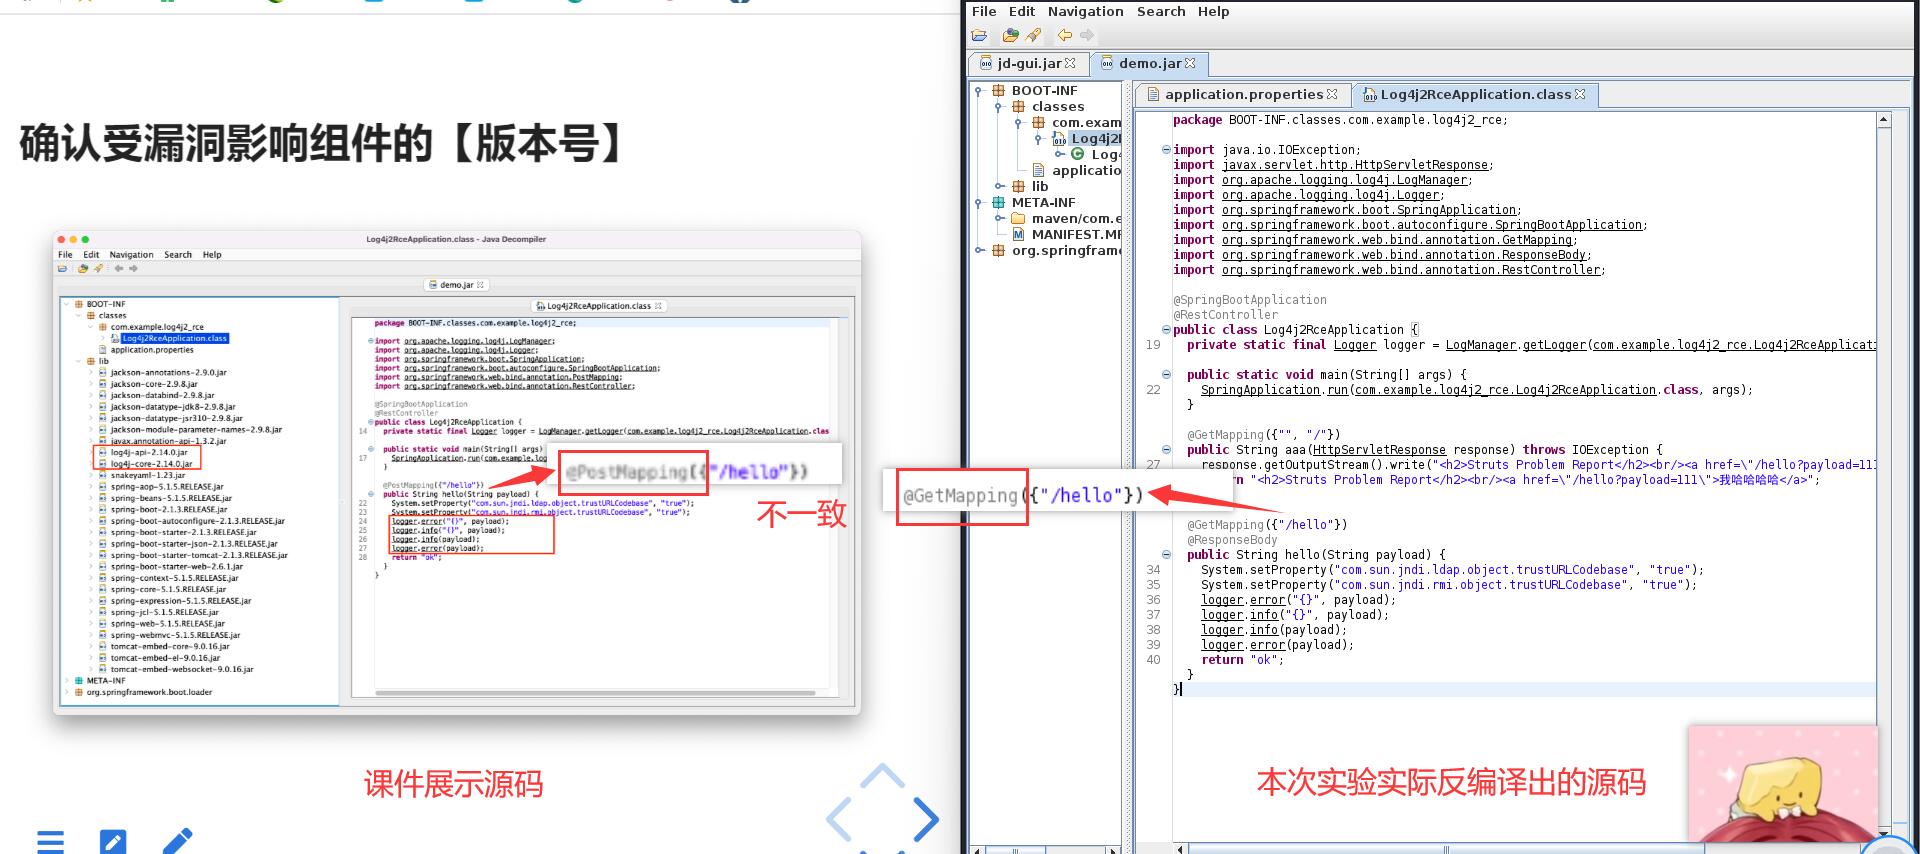 确认受漏洞影响组件的【版本号】
Log4j2RceApplication.class - Java Decompiler
File Edit Navigation Search Help
demo.jar
BOOT-INF
classes
com.example.log4j2_rce
Log4j2RceApplication.class
application.properties
lib
jackson-annotations-2.9.0.jar
jackson-core-2.9.8.jar
jackson-databind-2.9.8.jar
jackson-datatype-jdk8-2.9.8.jar
jackson-datatype-jsr310-2.9.8.jar
jackson-module-parameter-names-2.9.8.jar
javax.annotation-api-1.3.2.jar
log4j-api-2.14.0.jar
log4j-core-2.14.0.jar
snakeyaml-1.23.jar
spring-aop-5.1.5.RELEASE.jar
spring-beans-5.1.5.RELEASE.jar
spring-boot-2.1.3.RELEASE.jar
spring-boot-autoconfigure-2.1.3.RELEASE.jar
spring-boot-starter-2.1.3.RELEASE.jar
spring-boot-starter-json-2.1.3.RELEASE.jar
spring-boot-starter-tomcat-2.1.3.RELEASE.jar
spring-boot-starter-web-2.6.1.jar
spring-context-5.1.5.RELEASE.jar
spring-core-5.1.5.RELEASE.jar
spring-expression-5.1.5.RELEASE.jar
spring-jcl-5.1.5.RELEASE.jar
spring-web-5.1.5.RELEASE.jar
spring-webmvc-5.1.5.RELEASE.jar
tomcat-embed-core-9.0.16.jar
tomcat-embed-el-9.0.16.jar
tomcat-embed-websocket-9.0.16.jar
META-INF
org.springframework.boot.loader
Log4j2RceApplication.class
package BOOT-INF.classes.com.example.log4j2_rce;
import org.apache.logging.log4j.LogManager;
import org.apache.logging.log4j.Logger;
import org.springframework.boot.SpringApplication;
import org.springframework.boot.autoconfigure.SpringBootApplication;
import org.springframework.web.bind.annotation.PostMapping;
import org.springframework.web.bind.annotation.RestController;
@SpringBootApplication
@RestController
public class Log4j2RceApplication {
14 private static final Logger logger = LogManager.getLogger(com.example.log4j2_rce.Log4j2RceApplication.clas
public static void main(String[] args)
17 SpringApplication.run(com.example.log
}
@PostMapping({"/hello"})
public String hello(String payload) {
22 System.setProperty("com.sun.jndi.ldap.object.trustURLCodebase", "true");
23 System.setProperty("com.sun.jndi.rmi.object.trustURLCodebase", "true");
24 logger.error("{}", payload);
25 logger.info("{}", payload);
26 logger.info(payload);
27 logger.error(payload);
28 return "ok";
}
}
@PostMapping({"/hello"})
不一致
课件展示源码
File Edit Navigation Search Help
jd-gui.jar demo.jar
BOOT-INF
classes
com.exam
Log4j2I
Log4
applicatio
lib
META-INF
maven/com.e
MANIFEST.MF
org.springframe
application.properties Log4j2RceApplication.class
package BOOT-INF.classes.com.example.log4j2_rce;
import java.io.IOException;
import javax.servlet.http.HttpServletResponse;
import org.apache.logging.log4j.LogManager;
import org.apache.logging.log4j.Logger;
import org.springframework.boot.SpringApplication;
import org.springframework.boot.autoconfigure.SpringBootApplication;
import org.springframework.web.bind.annotation.GetMapping;
import org.springframework.web.bind.annotation.ResponseBody;
import org.springframework.web.bind.annotation.RestController;
@SpringBootApplication
@RestController
public class Log4j2RceApplication {
19 private static final Logger logger = LogManager.getLogger(com.example.log4j2_rce.Log4j2RceApplicati
public static void main(String[] args) {
22 SpringApplication.run(com.example.log4j2_rce.Log4j2RceApplication.class, args);
}
@GetMapping({"", "/"})
public String aaa(HttpServletResponse response) throws IOException {
27 response.getOutputStream().write("<h2>Struts Problem Report</h2><br/><a href=\"/hello?payload=111
n "<h2>Struts Problem Report</h2><br/><a href=\"/hello?payload=111\">我哈哈哈哈</a>";
@GetMapping({"/hello"})
@GetMapping({"/hello"})
@ResponseBody
public String hello(String payload) {
34 System.setProperty("com.sun.jndi.ldap.object.trustURLCodebase", "true");
35 System.setProperty("com.sun.jndi.rmi.object.trustURLCodebase", "true");
36 logger.error("{}", payload);
37 logger.info("{}", payload);
38 logger.info(payload);
39 logger.error(payload);
40 return "ok";
}
}
本次实验实际反编译出的源码